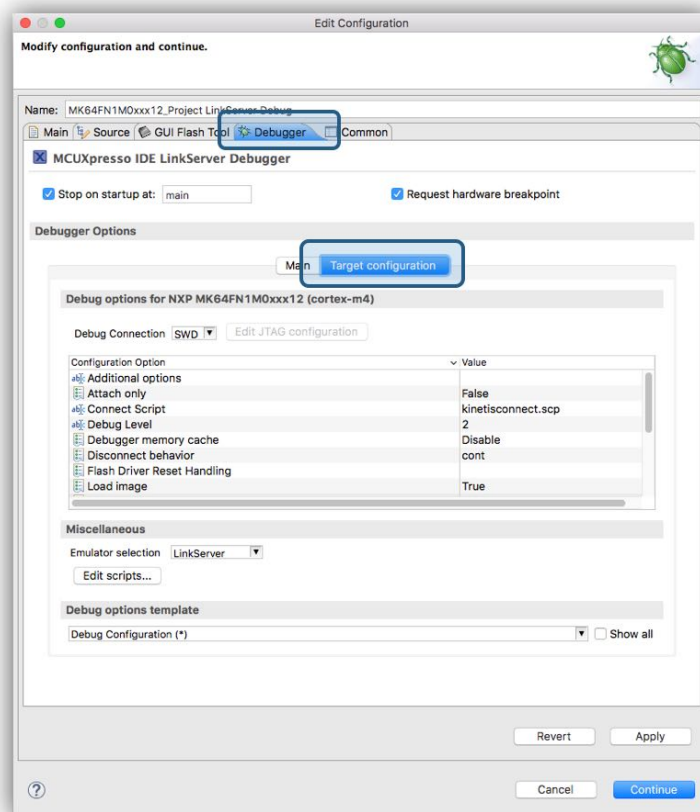 Edit Configuration
Modify configuration and continue.
Name: MK64FN1M0xxx12_Project LinkServer Debug
Main Source GUI Flash Tool Debugger Common
MCUXpresso IDE LinkServer Debugger
Stop on startup at: main Request hardware breakpoint
Debugger Options
Main Target configuration
Debug options for NXP MK64FN1M0xxx12 (cortex-m4)
Debug Connection SWD Edit JTAG configuration
Configuration Option Value
Additional options
Attach only False
Connect Script kinetisconnect.scp
Debug Level 2
Debugger memory cache Disable
Disconnect behavior cont
Flash Driver Reset Handling
Load image True
Miscellaneous
Emulator selection LinkServer
Edit scripts...
Debug options template
Debug Configuration (*) Show all
Revert Apply
? Cancel Continue